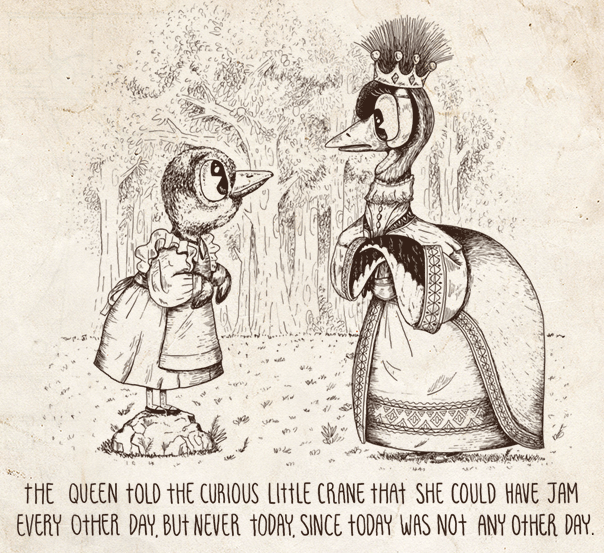 THE QUEEN TOLD THE CURIOUS LITTLE CRANE THAT SHE COULD HAVE JAM
EVERY OTHER DAY, BUT NEVER TODAY, SINCE TODAY WAS NOT ANY OTHER DAY.